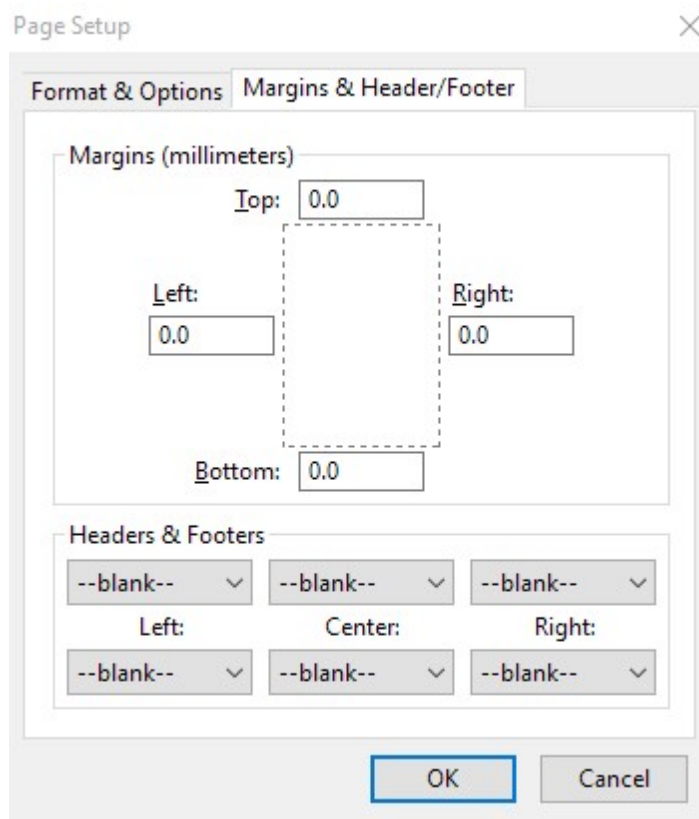 Page Setup
Format & Options Margins & Header/Footer
Margins (millimeters)
Top: 0.0
Left: Right:
0.0 0.0
Bottom: 0.0
Headers & Footers
--blank-- --blank-- --blank--
Left: Center: Right:
--blank-- --blank-- --blank--
OK Cancel